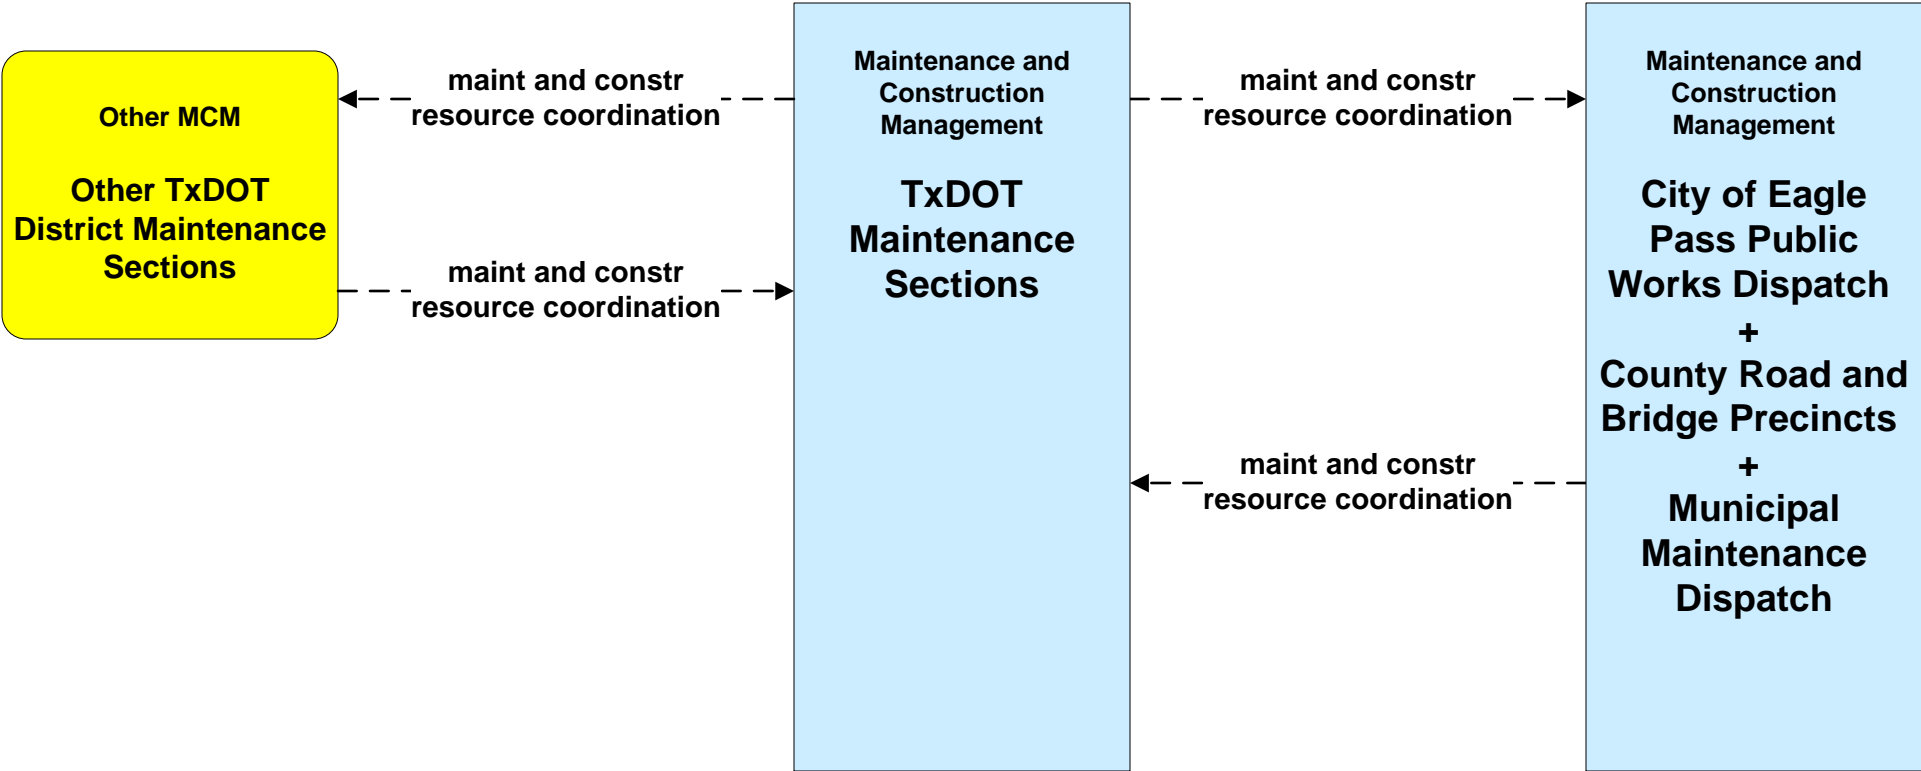 Other MCM
Other TxDOT
District Maintenance
Sections
maint and constr
resource coordination
maint and constr
resource coordination
Maintenance and
Construction
Management
TxDOT
Maintenance
Sections
maint and constr
resource coordination
maint and constr
resource coordination
Maintenance and
Construction
Management
City of Eagle
Pass Public
Works Dispatch
+
County Road and
Bridge Precincts
+
Municipal
Maintenance
Dispatch